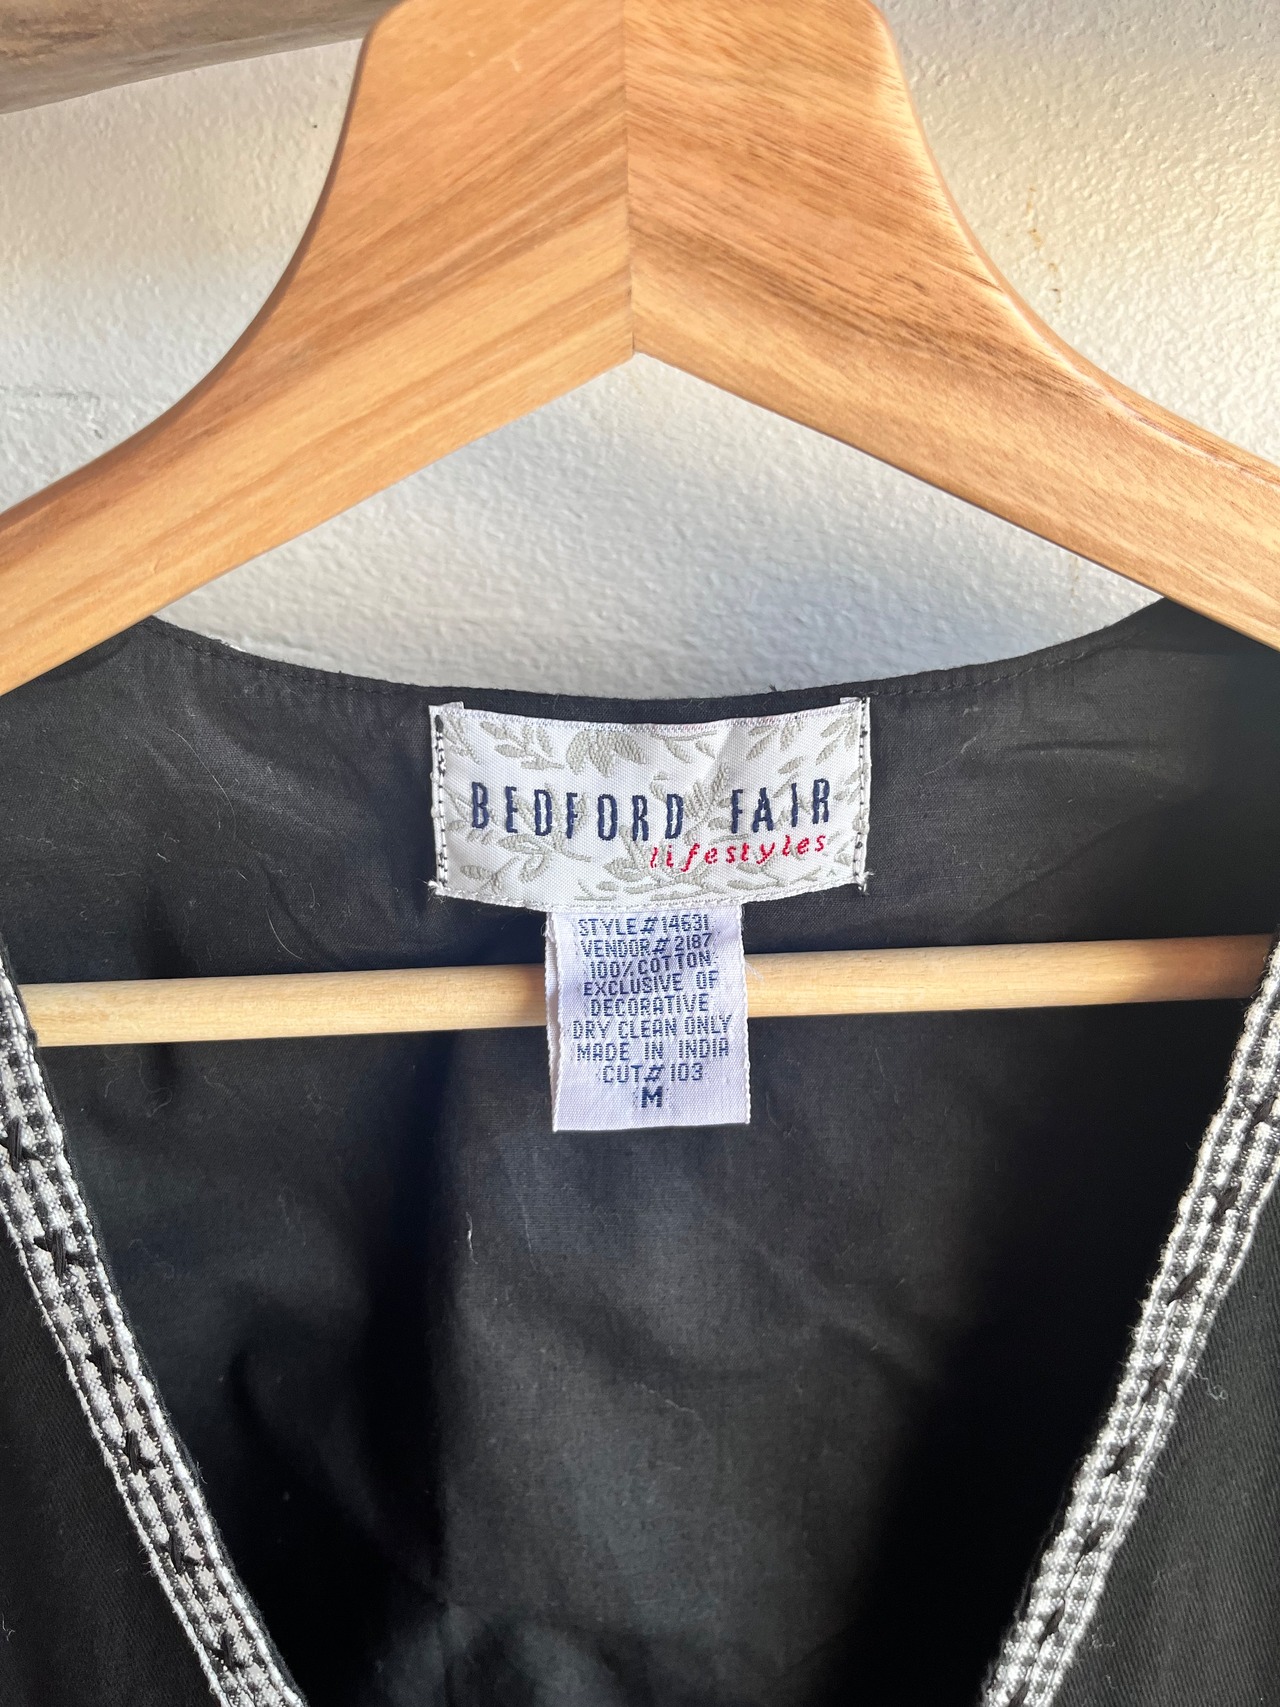 BEDFORD FAIR
lifestyles
STYLE# 14631
VENDOR# 2187
100% COTTON
EXCLUSIVE OF
DECORATIVE
DRY CLEAN ONLY
MADE IN INDIA
CUT# 103
M